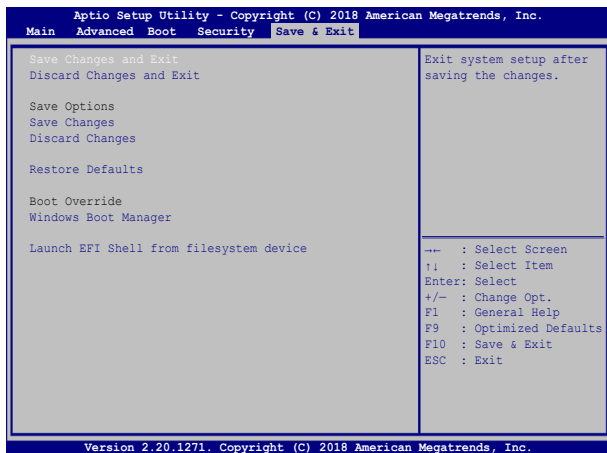 Aptio Setup Utility - Copyright (C) 2018 American Megatrends, Inc.
Main Advanced Boot Security Save & Exit
Save Changes and Exit
Discard Changes and Exit
Save Options
Save Changes
Discard Changes
Restore Defaults
Boot Override
Windows Boot Manager
Launch EFI Shell from filesystem device
Exit system setup after
saving the changes.
→← : Select Screen
↑↓ : Select Item
Enter: Select
+/— : Change Opt.
F1 : General Help
F9 : Optimized Defaults
F10 : Save & Exit
ESC : Exit
Version 2.20.1271. Copyright (C) 2018 American Megatrends, Inc.